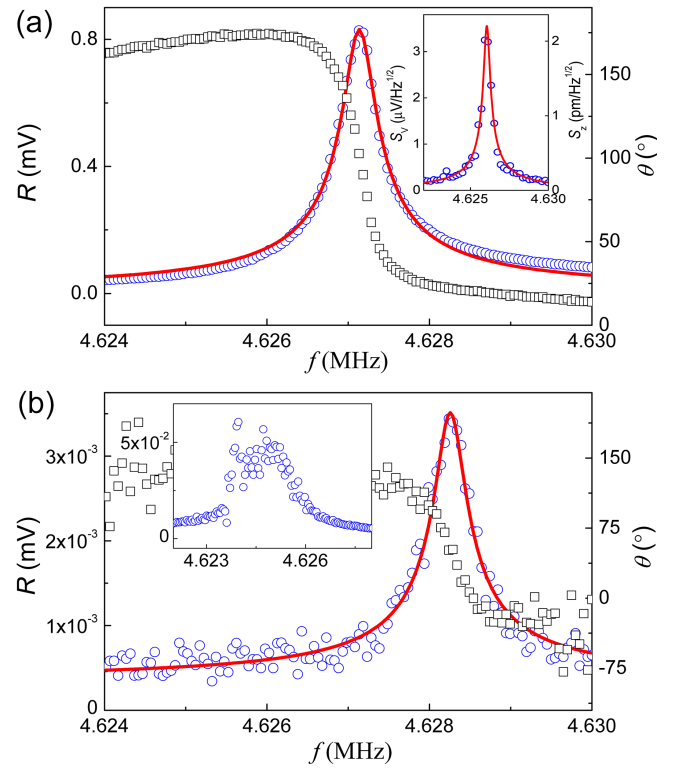 (a)
0.8
0.4
0.0
R (mV)
4.624
4.626
4.628
4.630
f (MHz)
150
100
50
0
θ (°)
3
2
1
0
S_V (μV/Hz^1/2)
2
1
0
S_z (pm/Hz^1/2)
4.625
4.630
(b)
3x10^-3
2x10^-3
1x10^-3
0
R (mV)
4.624
4.626
4.628
4.630
f (MHz)
150
75
0
-75
θ (°)
5x10^-2
0
4.623
4.626